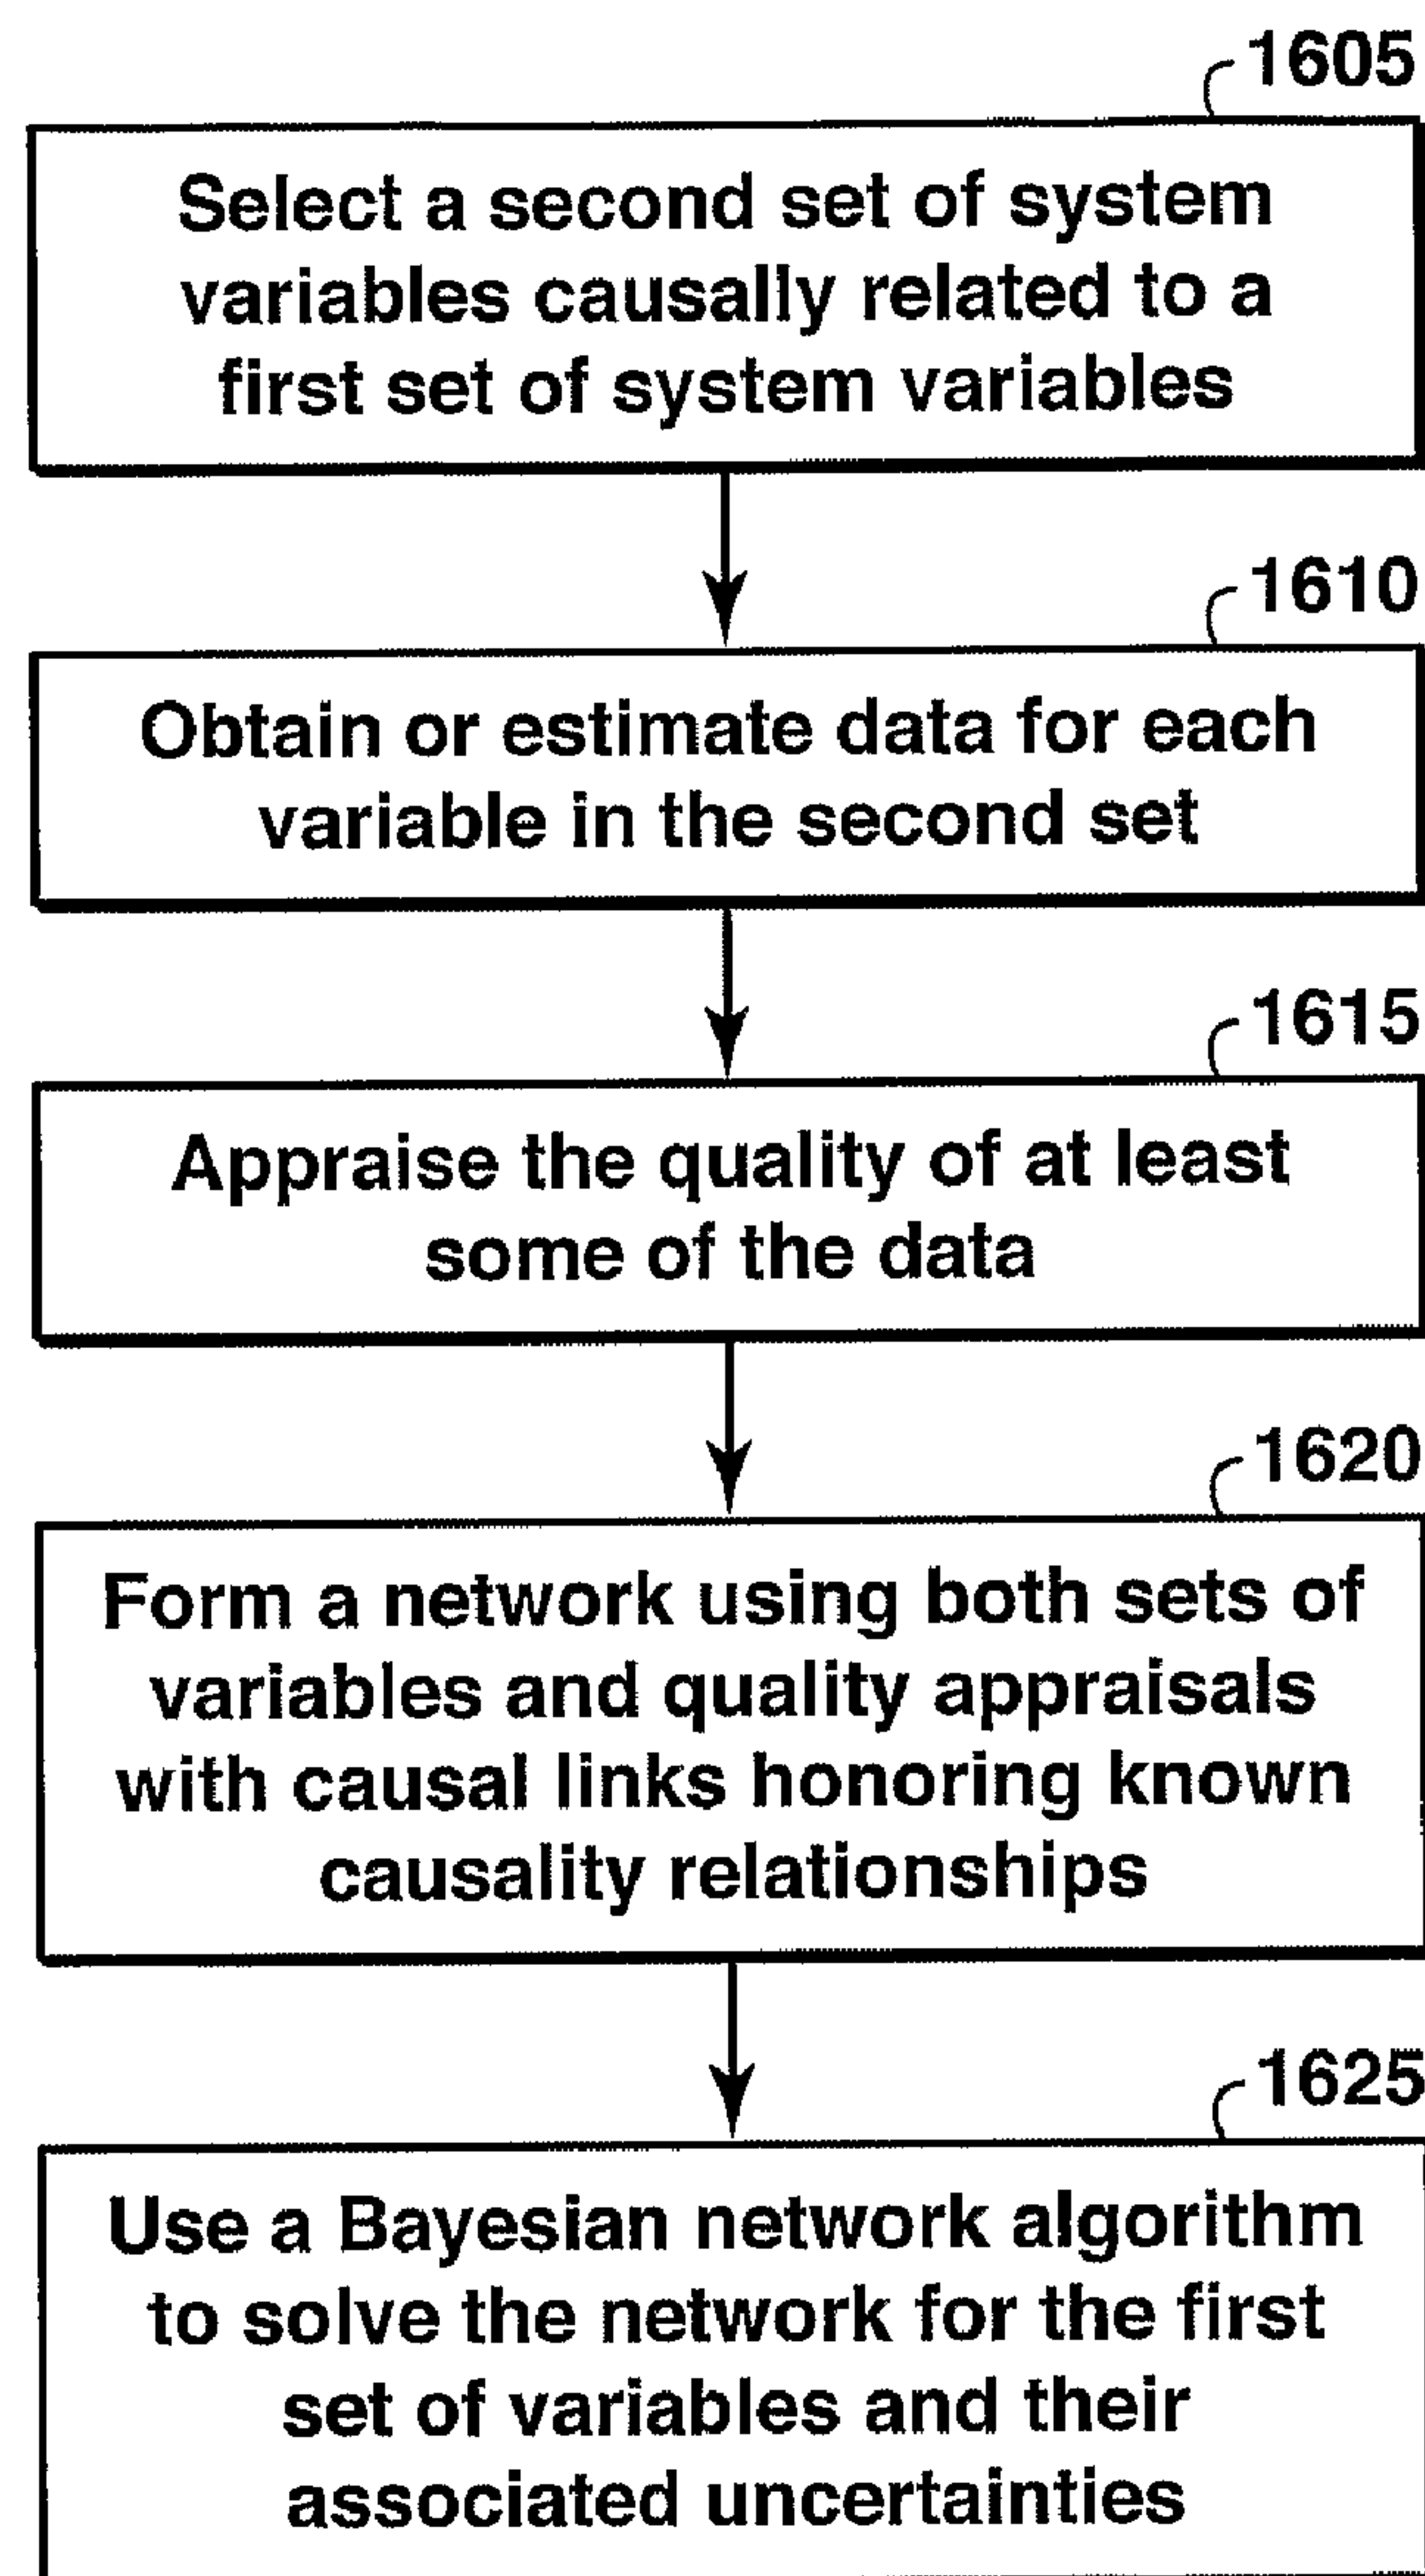 1605
Select a second set of system
variables causally related to a
first set of system variables
1610
Obtain or estimate data for each
variable in the second set
1615
Appraise the quality of at least
some of the data
1620
Form a network using both sets of
variables and quality appraisals
with causal links honoring known
causality relationships
1625
Use a Bayesian network algorithm
to solve the network for the first
set of variables and their
associated uncertainties